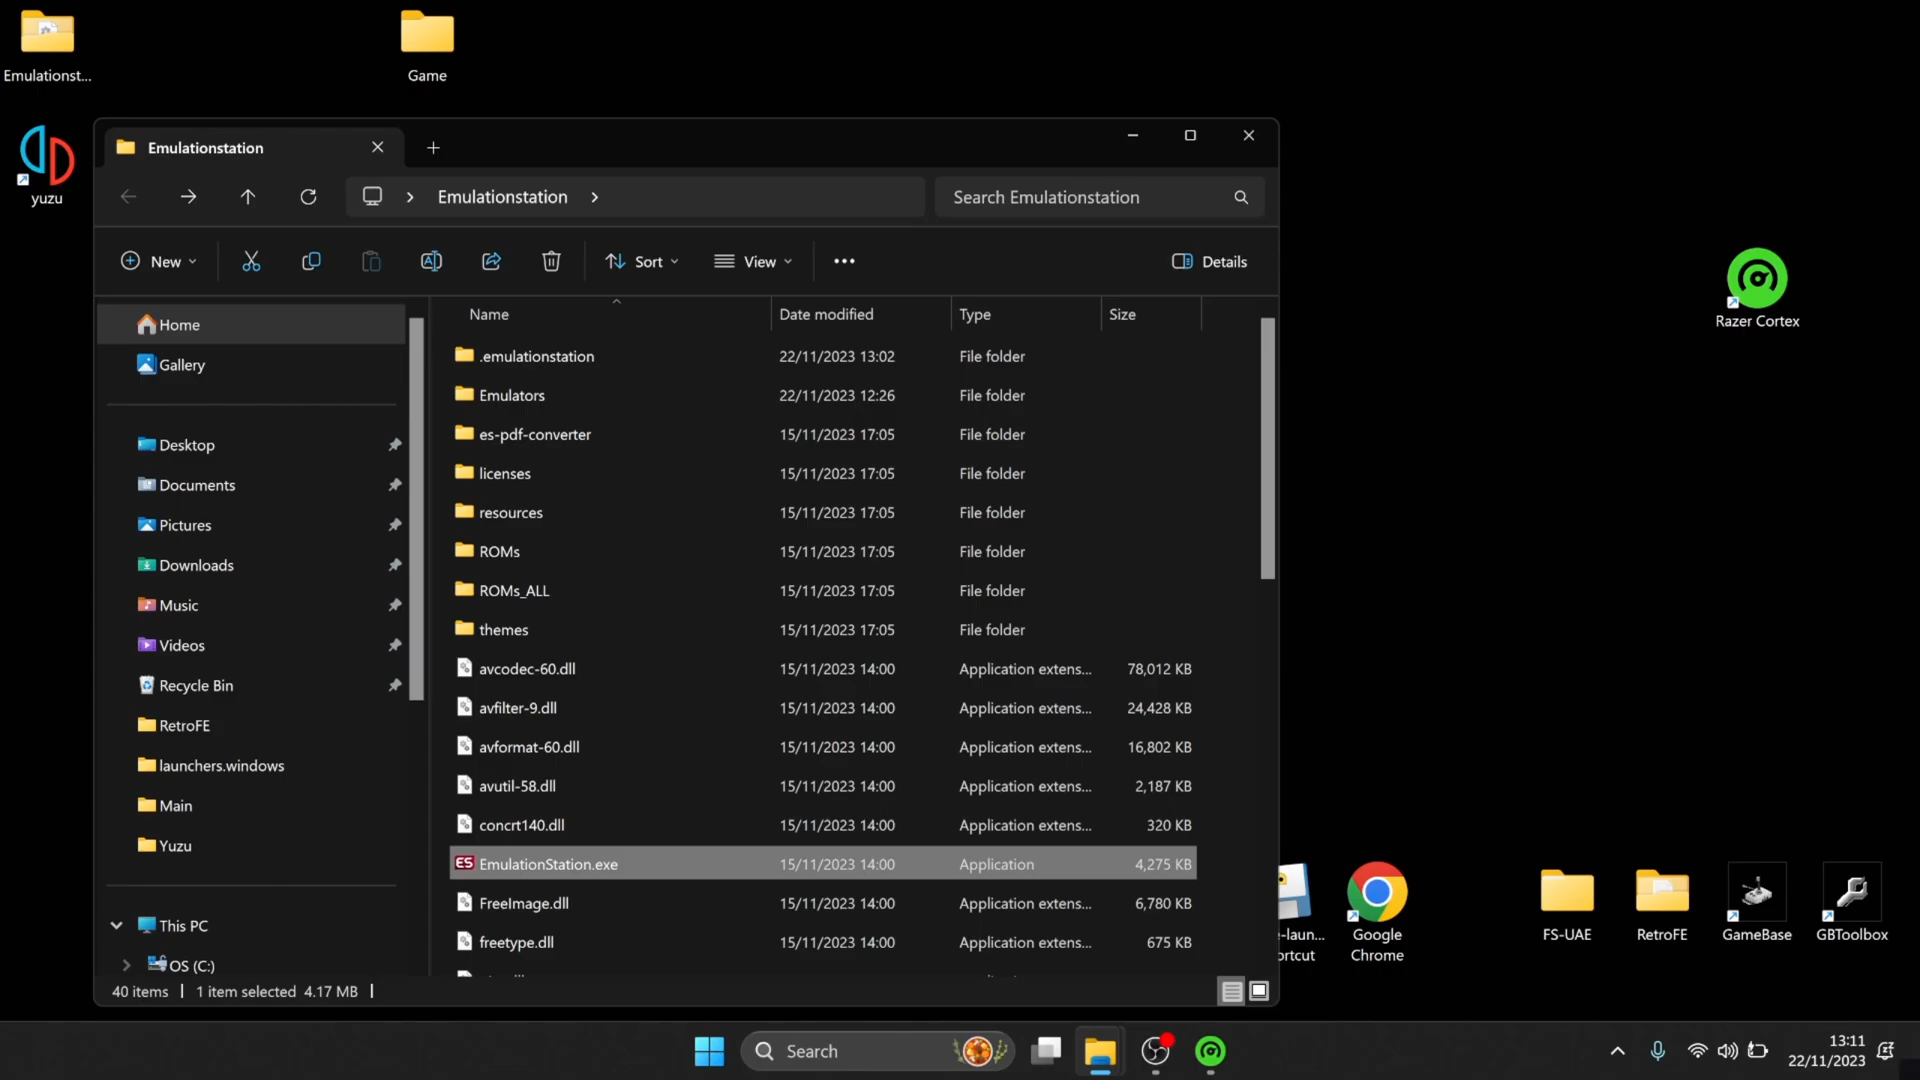 Emulationst...
Game
yuzu
Emulationstation
Emulationstation
Search Emulationstation
New
Sort
View
Details
Home
Gallery
Desktop
Documents
Pictures
Downloads
Music
Videos
Recycle Bin
RetroFE
launchers.windows
Main
Yuzu
This PC
OS (C:)
Name Date modified Type Size
.emulationstation 22/11/2023 13:02 File folder
Emulators 22/11/2023 12:26 File folder
es-pdf-converter 15/11/2023 17:05 File folder
licenses 15/11/2023 17:05 File folder
resources 15/11/2023 17:05 File folder
ROMs 15/11/2023 17:05 File folder
ROMs_ALL 15/11/2023 17:05 File folder
themes 15/11/2023 17:05 File folder
avcodec-60.dll 15/11/2023 14:00 Application extens... 78,012 KB
avfilter-9.dll 15/11/2023 14:00 Application extens... 24,428 KB
avformat-60.dll 15/11/2023 14:00 Application extens... 16,802 KB
avutil-58.dll 15/11/2023 14:00 Application extens... 2,187 KB
concrt140.dll 15/11/2023 14:00 Application extens... 320 KB
ES EmulationStation.exe 15/11/2023 14:00 Application 4,275 KB
FreeImage.dll 15/11/2023 14:00 Application extens... 6,780 KB
freetype.dll 15/11/2023 14:00 Application extens... 675 KB
40 items 1 item selected 4.17 MB
Razer Cortex
e-laun...
ortcut
Google
Chrome
FS-UAE
RetroFE
GameBase
GBToolbox
Search
13:11
22/11/2023